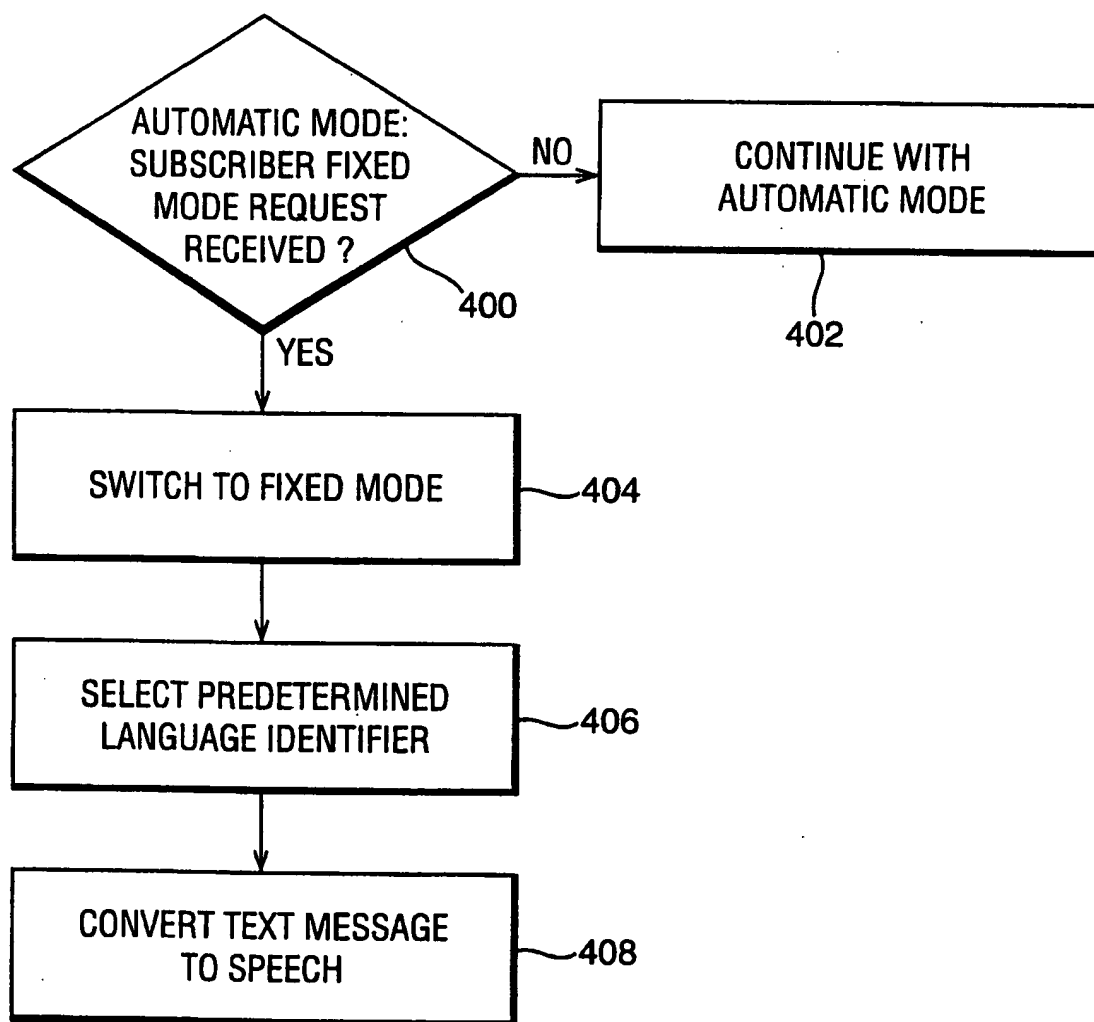 AUTOMATIC MODE:
SUBSCRIBER FIXED
MODE REQUEST
RECEIVED ?
400
NO
CONTINUE WITH
AUTOMATIC MODE
402
YES
SWITCH TO FIXED MODE
404
SELECT PREDETERMINED
LANGUAGE IDENTIFIER
406
CONVERT TEXT MESSAGE
TO SPEECH
408